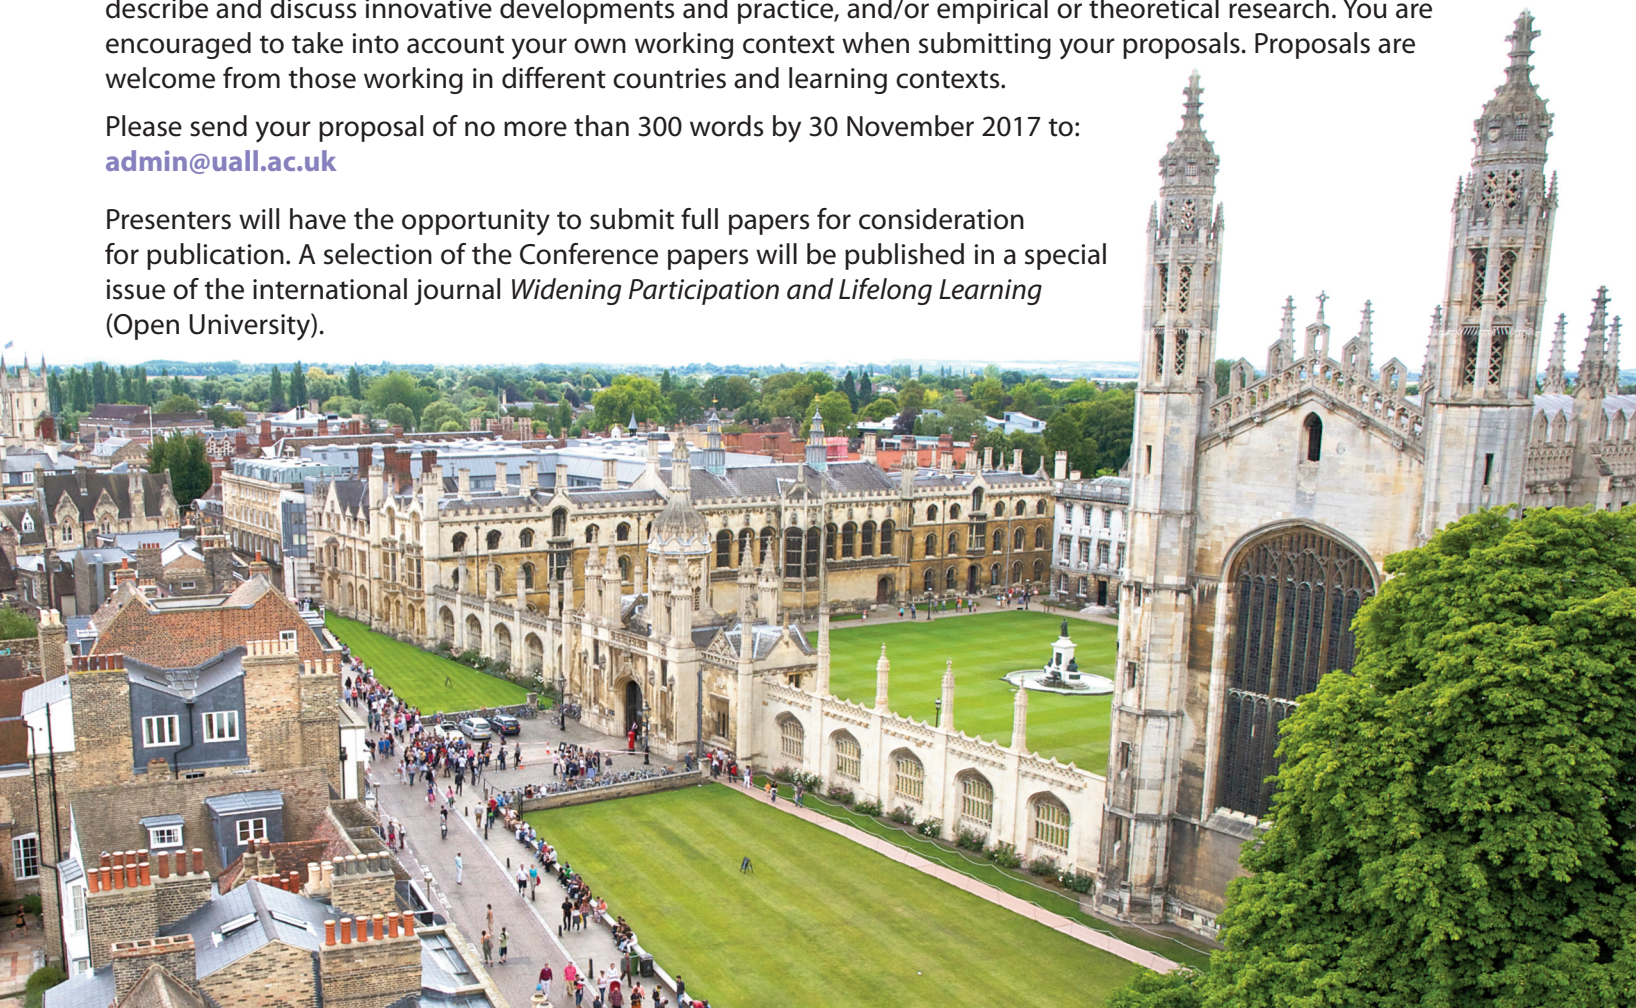 describe and discuss innovative developments and practice, and/or empirical or theoretical research. You are
encouraged to take into account your own working context when submitting your proposals. Proposals are
welcome from those working in different countries and learning contexts.
Please send your proposal of no more than 300 words by 30 November 2017 to:
admin@uall.ac.uk
Presenters will have the opportunity to submit full papers for consideration
for publication. A selection of the Conference papers will be published in a special
issue of the international journal Widening Participation and Lifelong Learning
(Open University).